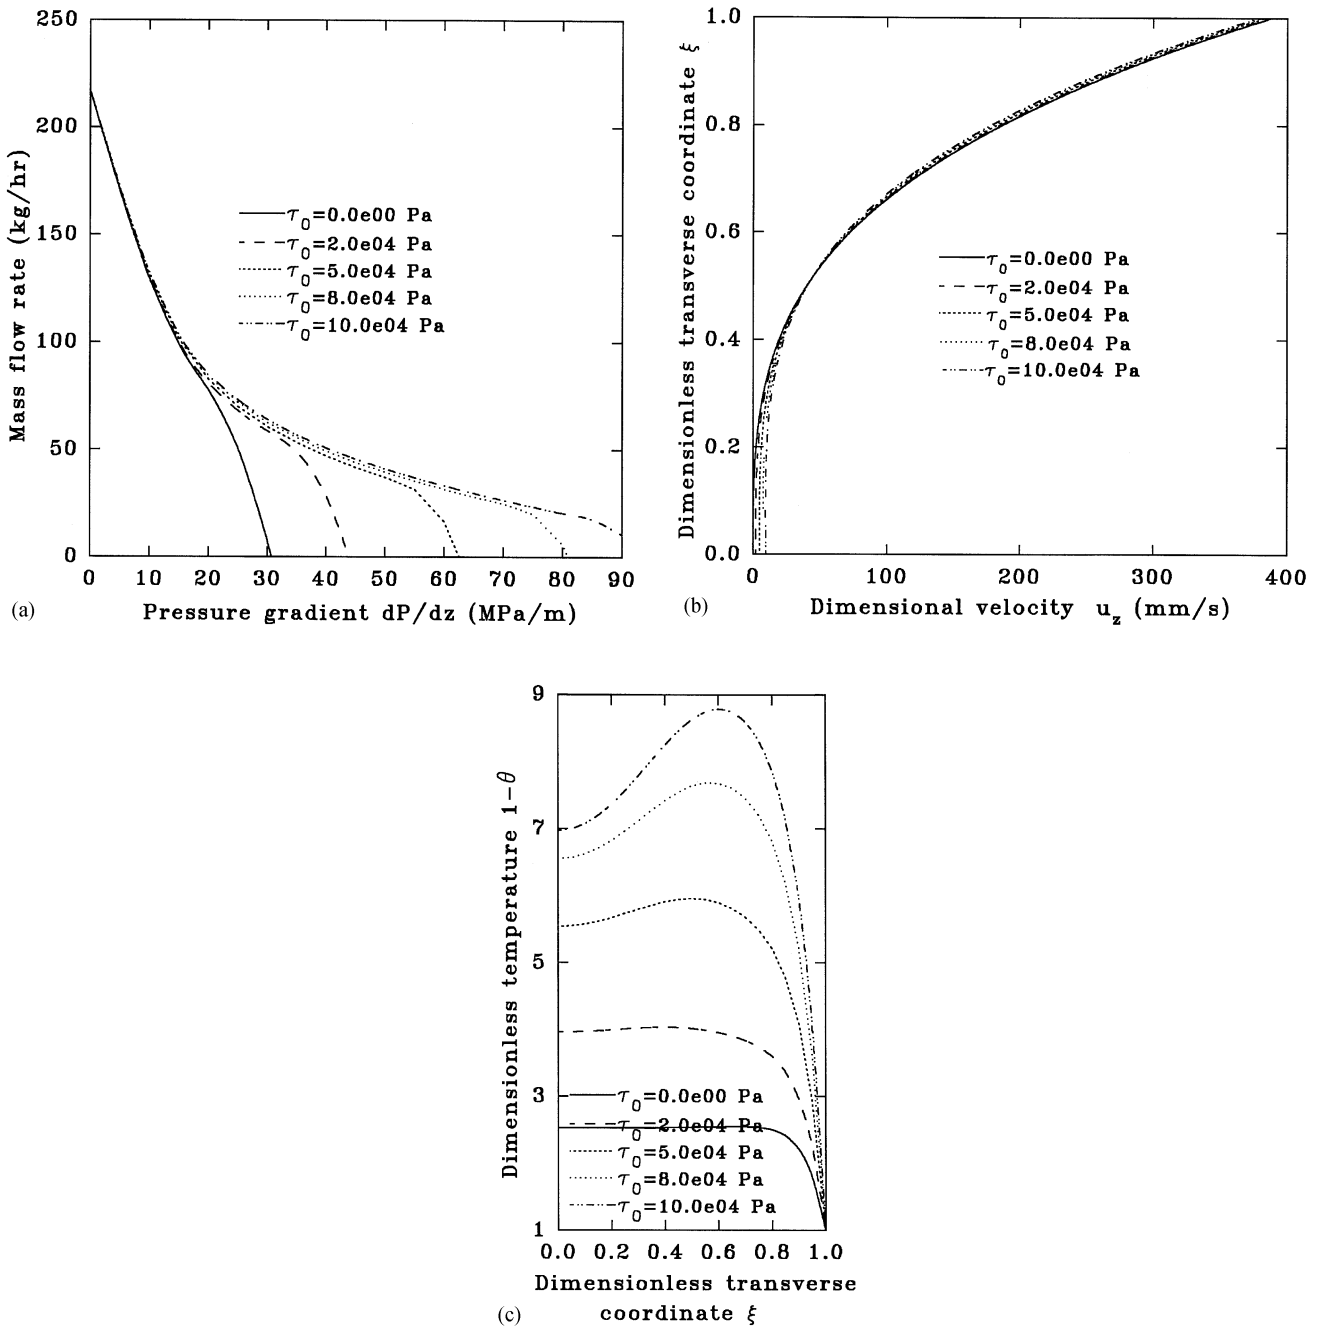 250
200
150
100
50
0
Mass flow rate (kg/hr)
τ0=0.0e00 Pa
τ0=2.0e04 Pa
τ0=5.0e04 Pa
τ0=8.0e04 Pa
τ0=10.0e04 Pa
0 10 20 30 40 50 60 70 80 90
(a)
Pressure gradient dP/dz (MPa/m)
1.0
0.8
0.6
0.4
0.2
0.0
Dimensionless transverse coordinate ξ
τ0=0.0e00 Pa
τ0=2.0e04 Pa
τ0=5.0e04 Pa
τ0=8.0e04 Pa
τ0=10.0e04 Pa
0 100 200 300 400
(b)
Dimensional velocity uz (mm/s)
9
7
5
3
1
Dimensionless temperature 1-θ
τ0=0.0e00 Pa
τ0=2.0e04 Pa
τ0=5.0e04 Pa
τ0=8.0e04 Pa
τ0=10.0e04 Pa
0.0 0.2 0.4 0.6 0.8 1.0
Dimensionless transverse
coordinate ξ
(c)